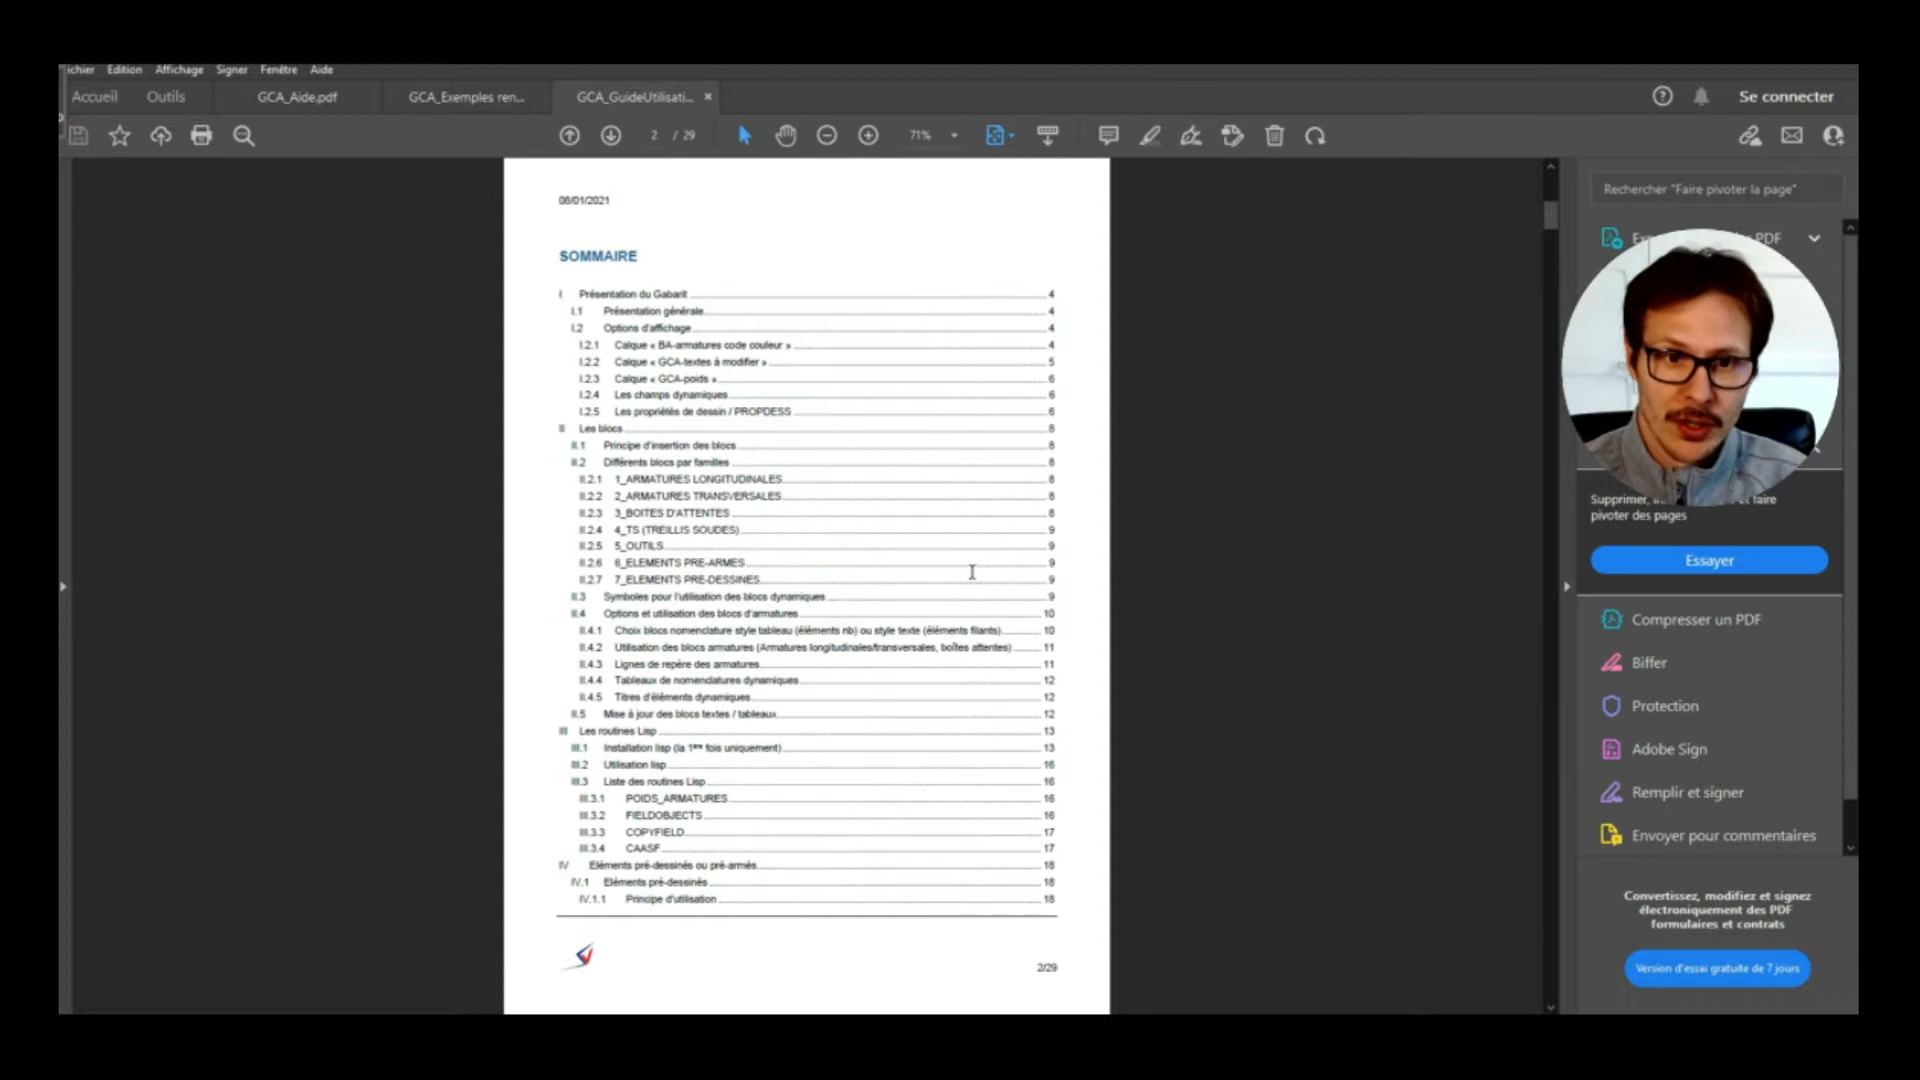 ichier Edition Affichage Signer Fenêtre Aide
Accueil Outils GCA_Aide.pdf GCA_Exemples ren... GCA_GuideUtilisati... × Se connecter
2 / 29 71%
Rechercher "Faire pivoter la page"
PDF
Supprimer, et faire
pivoter des pages
Essayer
Compresser un PDF
Biffer
Protection
Adobe Sign
Remplir et signer
Envoyer pour commentaires
Convertissez, modifiez et signez
électroniquement des PDF
formulaires et contrats
Version d'essai gratuite de 7 jours
08/01/2021
SOMMAIRE
I Présentation du Gabarit 4
I.1 Présentation générale 4
I.2 Options d'affichage 4
I.2.1 Calque « BA-armatures code couleur » 4
I.2.2 Calque « GCA-textes à modifier » 5
I.2.3 Calque « GCA-poids » 6
I.2.4 Les champs dynamiques 6
I.2.5 Les propriétés de dessin / PROPDESS 6
II Les blocs 8
II.1 Principe d'insertion des blocs 8
II.2 Différents blocs par familles 8
II.2.1 1_ARMATURES LONGITUDINALES 8
II.2.2 2_ARMATURES TRANSVERSALES 8
II.2.3 3_BOITES D'ATTENTES 8
II.2.4 4_TS (TREILLIS SOUDES) 9
II.2.5 5_OUTILS 9
II.2.6 6_ELEMENTS PRE-ARMES 9
II.2.7 7_ELEMENTS PRE-DESSINES 9
II.3 Symboles pour l'utilisation des blocs dynamiques 9
II.4 Options et utilisation des blocs d'armatures 10
II.4.1 Choix blocs nomenclature style tableau (éléments nb) ou style texte (éléments filants) 10
II.4.2 Utilisation des blocs armatures (Armatures longitudinales/transversales, boîtes attentes) 11
II.4.3 Lignes de repère des armatures 11
II.4.4 Tableaux de nomenclatures dynamiques 12
II.4.5 Titres d'éléments dynamiques 12
II.5 Mise à jour des blocs textes / tableaux 12
III Les routines Lisp 13
III.1 Installation lisp (la 1ère fois uniquement) 13
III.2 Utilisation lisp 16
III.3 Liste des routines Lisp 16
III.3.1 POIDS_ARMATURES 16
III.3.2 FIELDOBJECTS 16
III.3.3 COPYFIELD 17
III.3.4 CAASF 17
IV Eléments pré-dessinés ou pré-armés 18
IV.1 Eléments pré-dessinés 18
IV.1.1 Principe d'utilisation 18
2/29